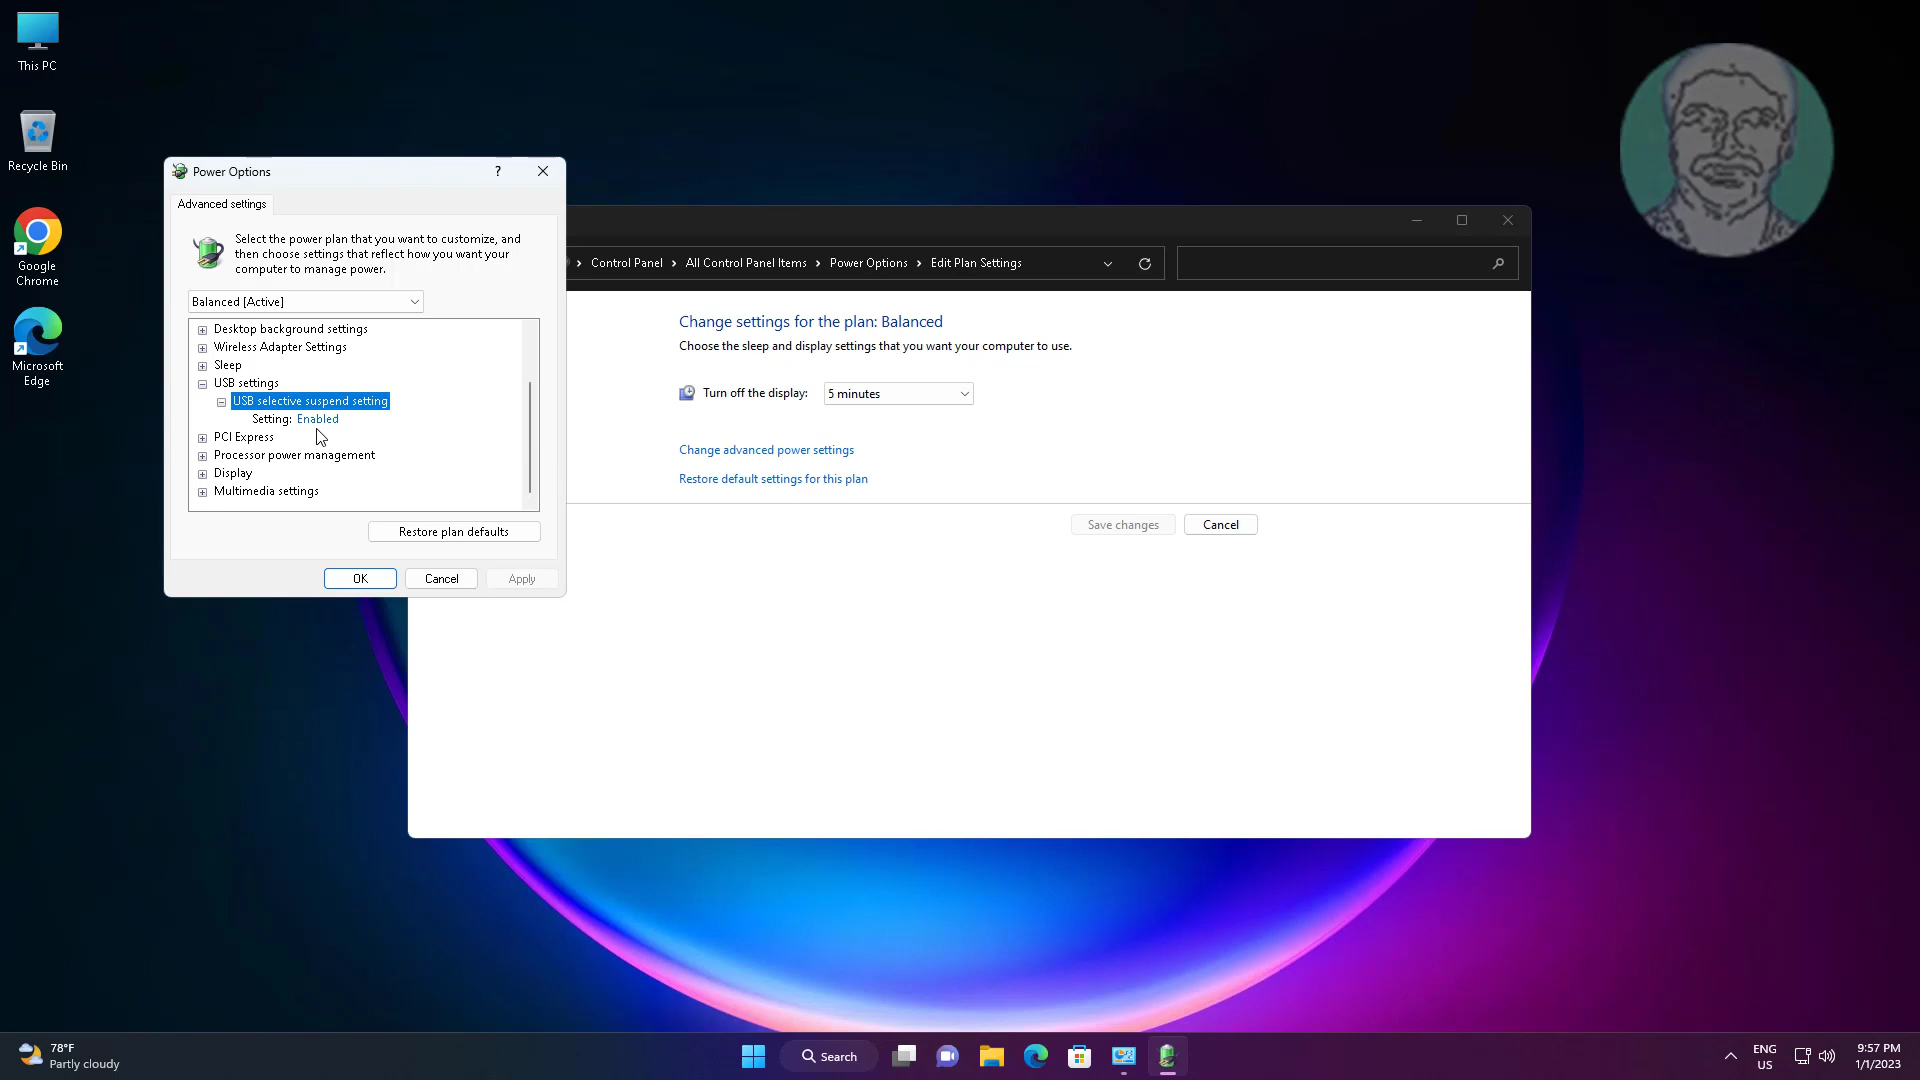 This PC
Recycle Bin
Google
Chrome
Microsoft
Edge
Power Options
?
Advanced settings
Select the power plan that you want to customize, and
then choose settings that reflect how you want your
computer to manage power.
Balanced [Active]
Desktop background settings
Wireless Adapter Settings
Sleep
USB settings
USB selective suspend setting
Setting: Enabled
PCI Express
Processor power management
Display
Multimedia settings
Restore plan defaults
OK
Cancel
Apply
Control Panel > All Control Panel Items > Power Options > Edit Plan Settings
Change settings for the plan: Balanced
Choose the sleep and display settings that you want your computer to use.
Turn off the display: 5 minutes
Change advanced power settings
Restore default settings for this plan
Save changes
Cancel
78°F
Partly cloudy
Search
ENG
US
9:57 PM
1/1/2023